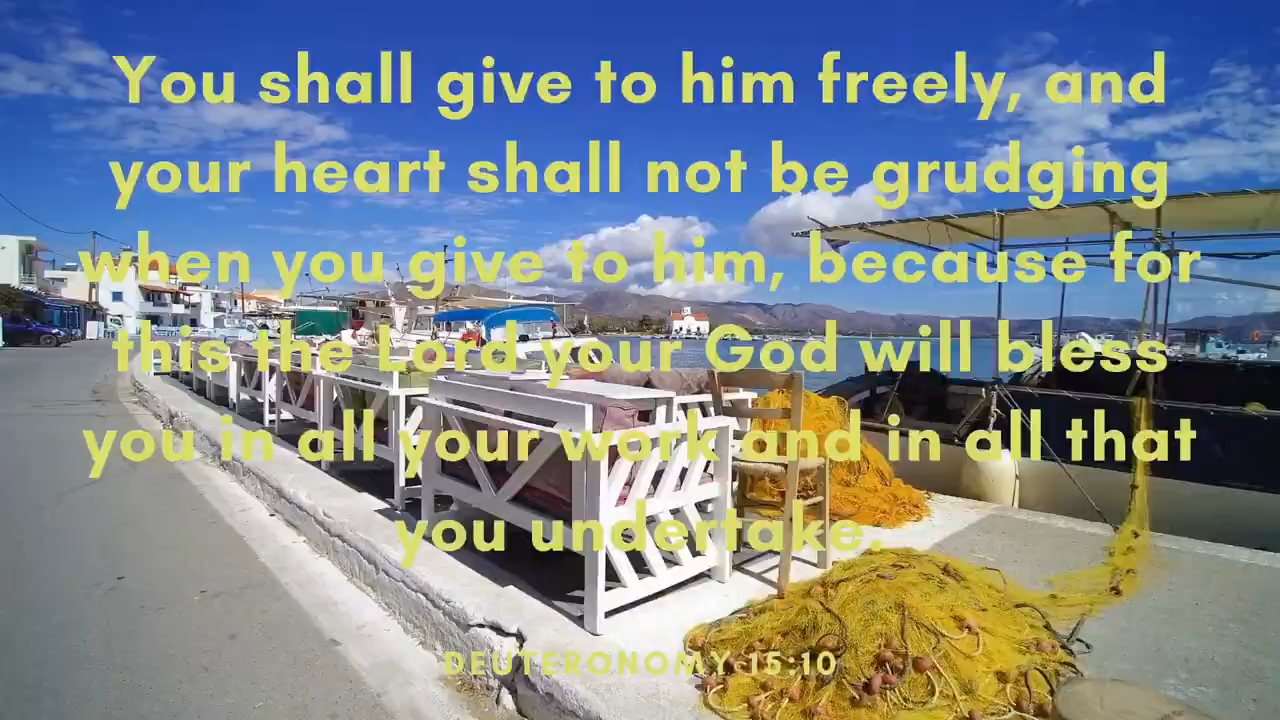 You shall give to him freely, and
your heart shall not be grudging
when you give to him, because for
this the Lord your God will bless
you in all your work and in all that
you undertake.
DEUTERONOMY 15:10